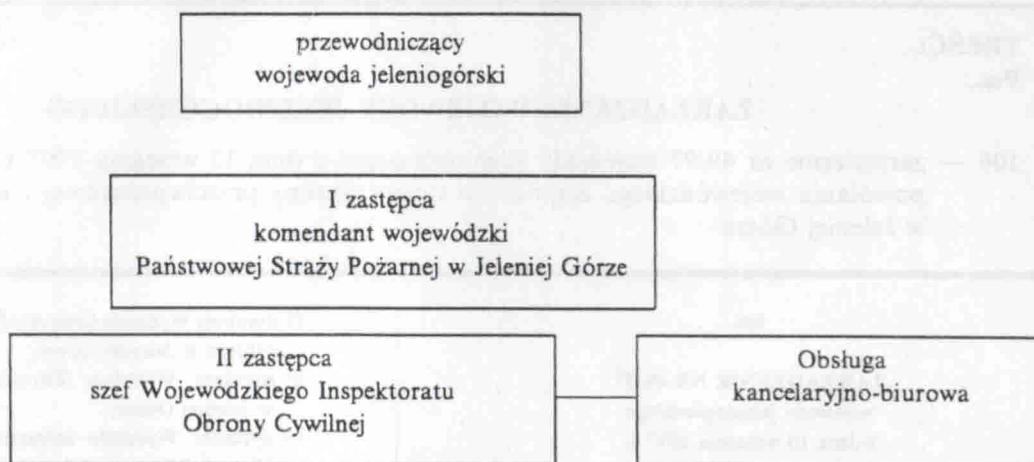 przewodniczący
wojewoda jeleniogórski
I zastępca
komendant wojewódzki
Państwowej Straży Pożarnej w Jeleniej Górze
II zastępca
szef Wojewódzkiego Inspektoratu
Obrony Cywilnej
Obsługa
kancelaryjno-biurowa